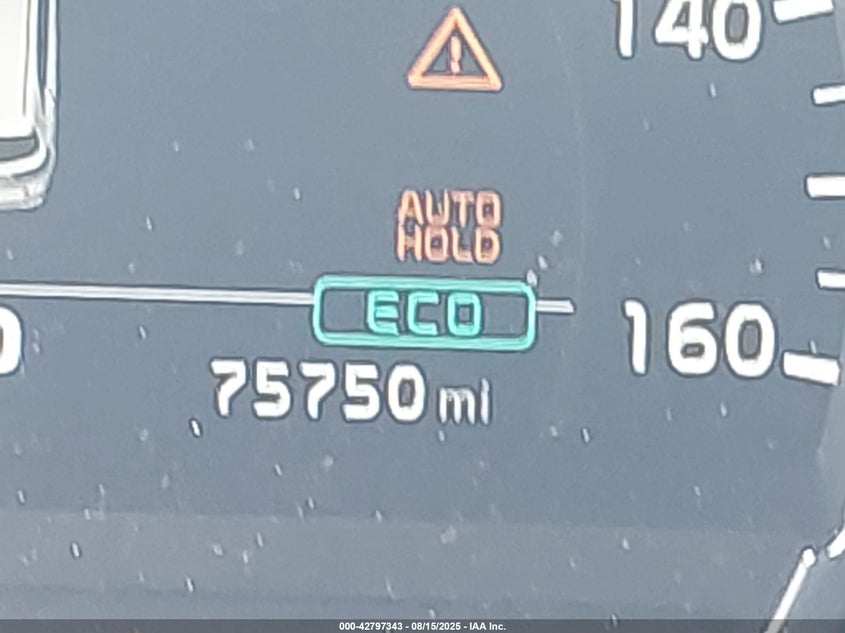 140
AUTO
HOLD
ECO
160
75750 mi
000-42797343 - 08/15/2025 - IAA Inc.